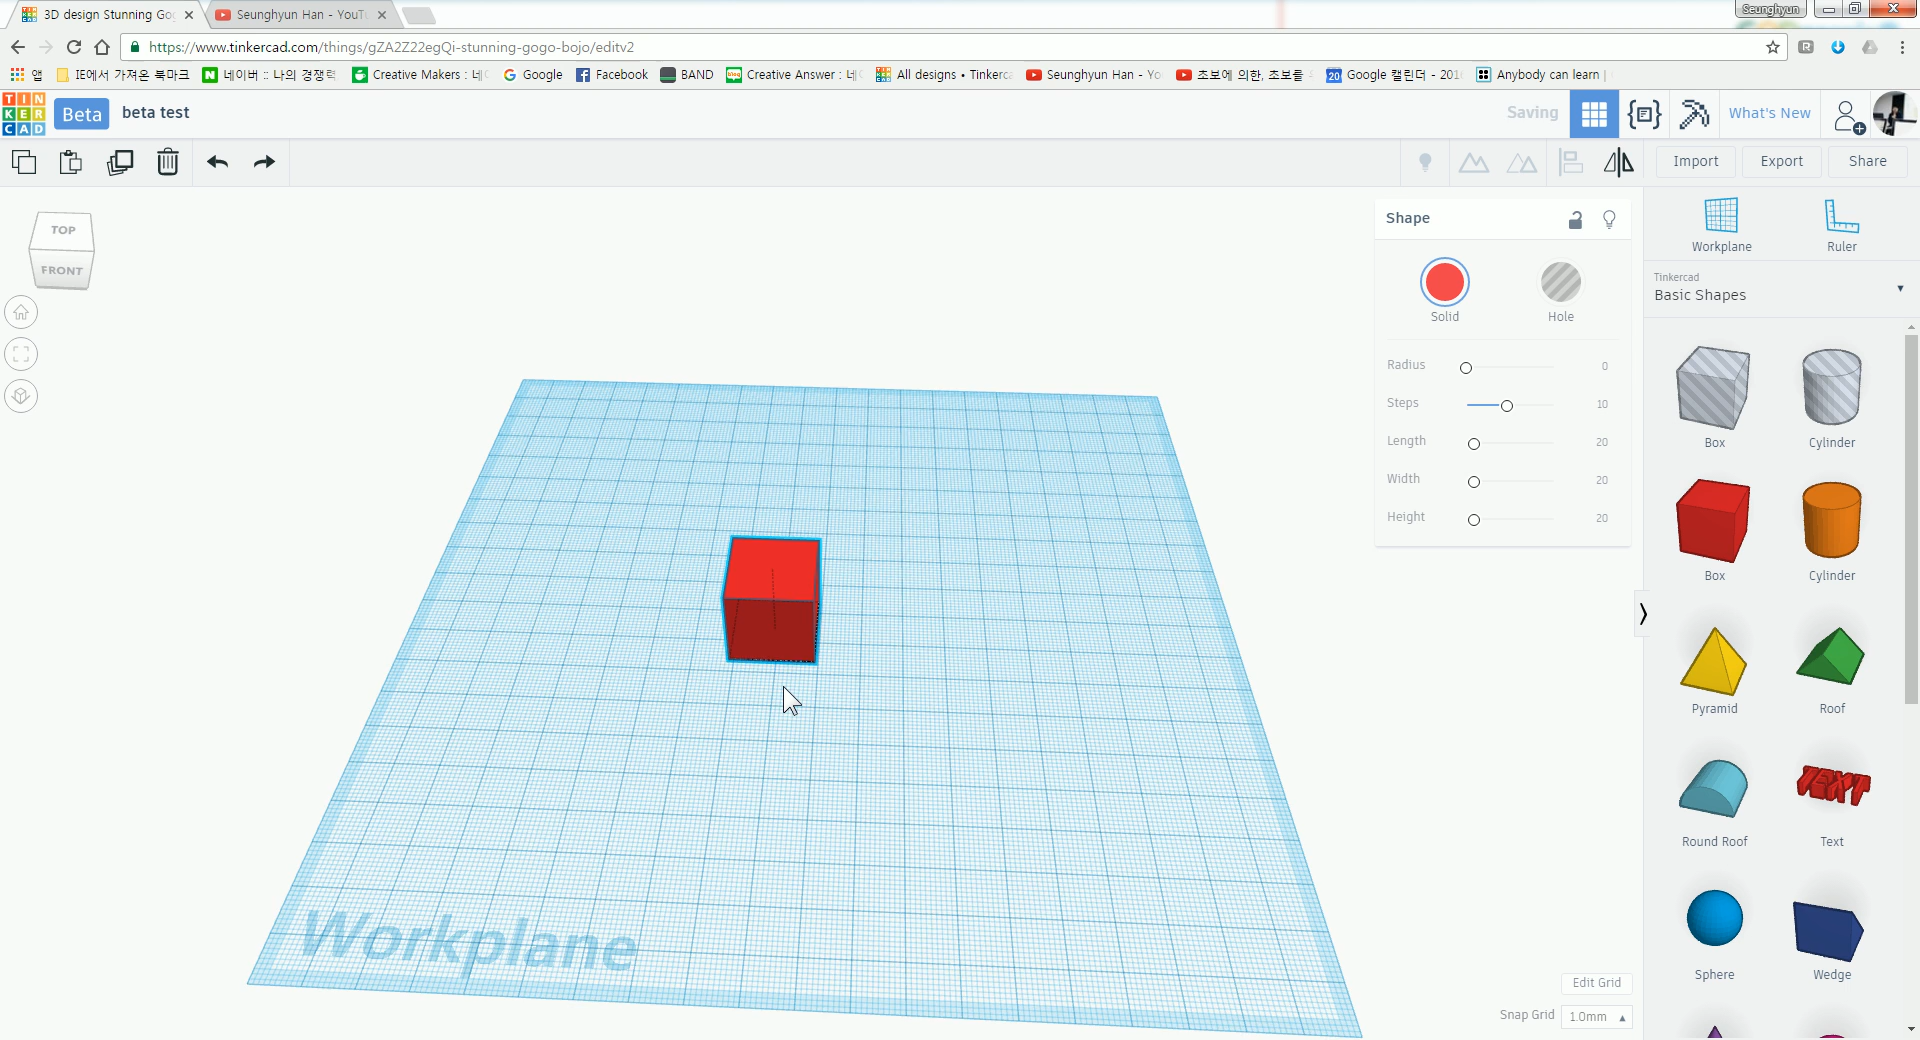 3D design Stunning Go
Seunghyun Han - YouT
Seunghyun
https://www.tinkercad.com/things/gZA2Z22egQi-stunning-gogo-bojo/editv2
앱
IE에서 가져온 북마크
네이버 :: 나의 경쟁력
Creative Makers : 네
Google
Facebook
BAND
Creative Answer : 네
All designs • Tinkerc
Seunghyun Han - Yo
초보에 의한, 초보를
Google 캘린더 - 201
Anybody can learn |
TIN
KER
CAD
Beta
beta test
Saving
What's New
Import
Export
Share
TOP
FRONT
Shape
Solid
Hole
Radius 0
Steps 10
Length 20
Width 20
Height 20
Workplane
Ruler
Tinkercad
Basic Shapes
Box
Cylinder
Box
Cylinder
Pyramid
Roof
Round Roof
TEXT
Text
Sphere
Wedge
Workplane
Edit Grid
Snap Grid 1.0mm